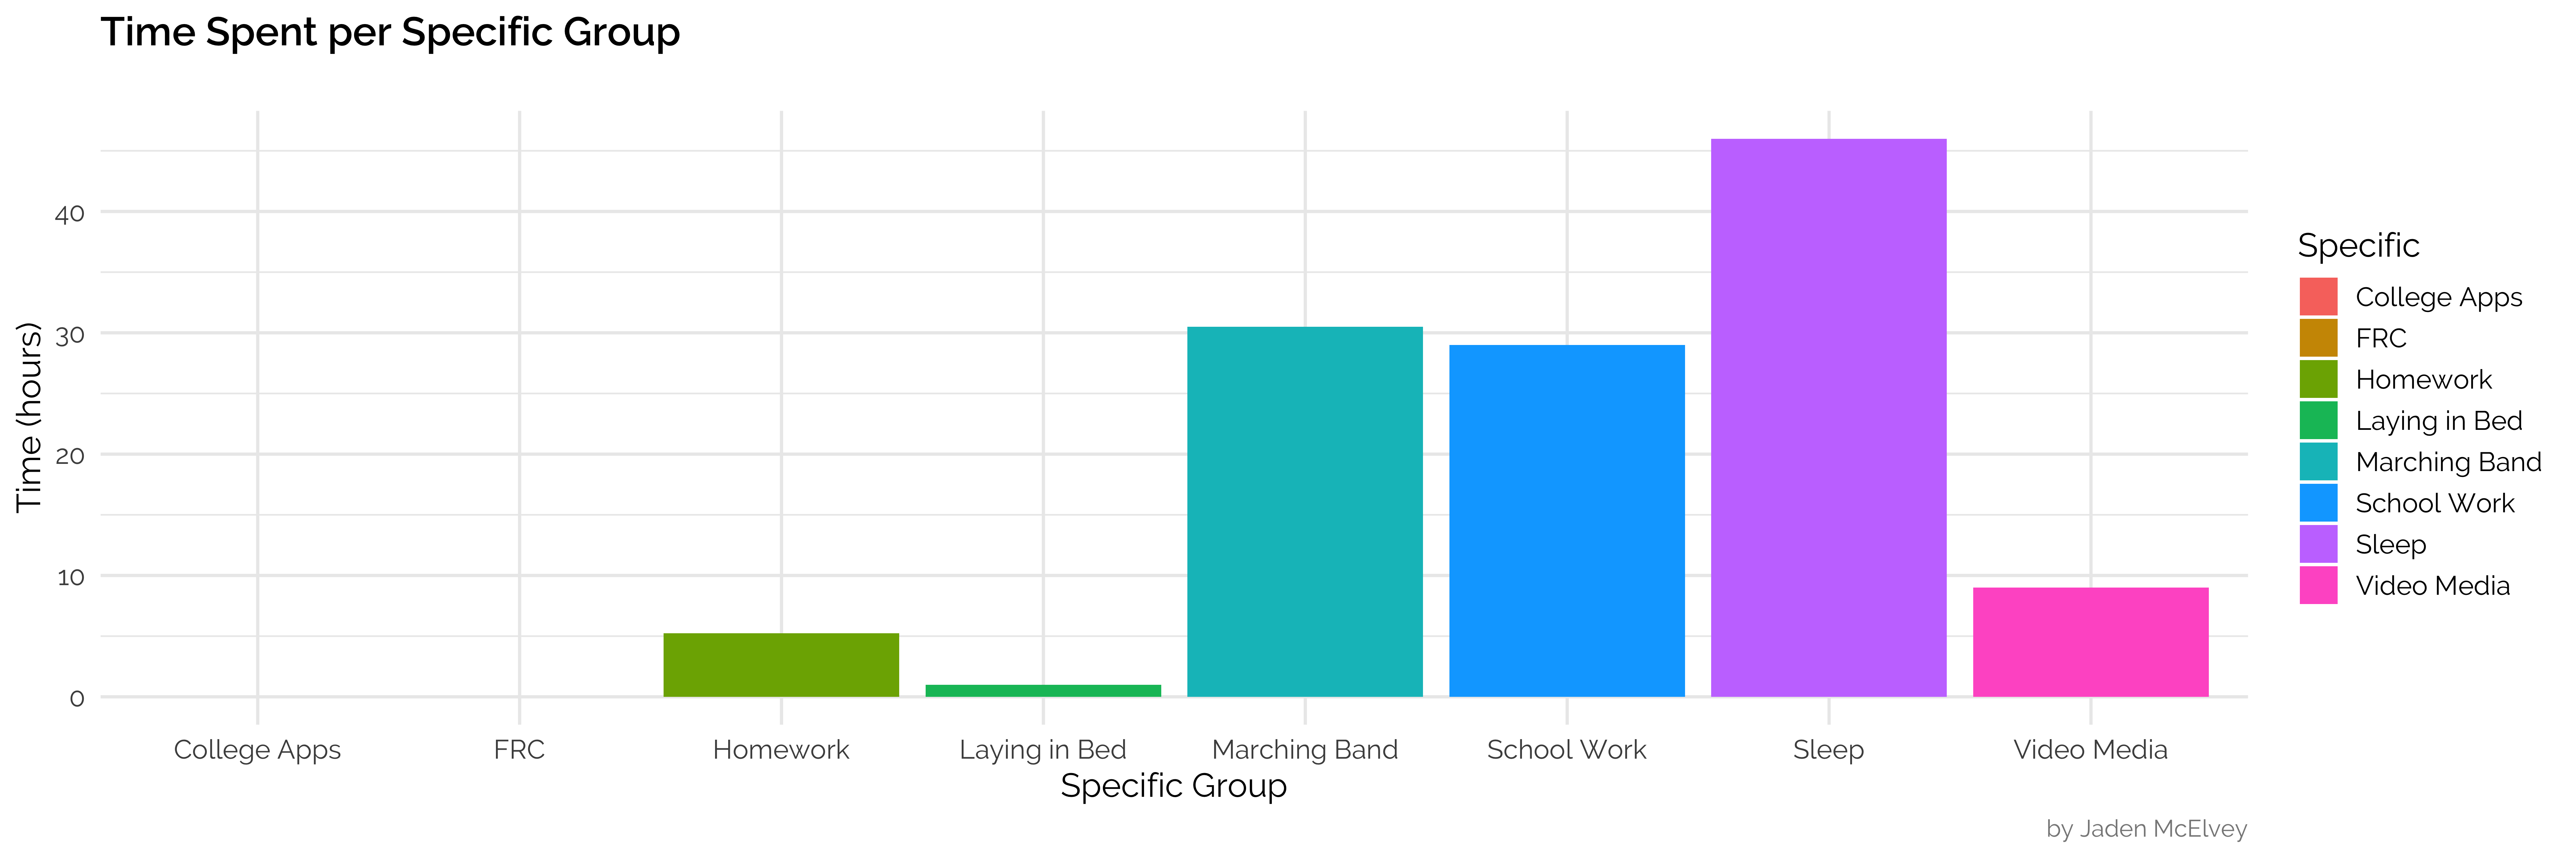 Time Spent per Specific Group
Time (hours)
40
30
20
10
0
College Apps
FRC
Homework
Laying in Bed
Marching Band
School Work
Sleep
Video Media
Specific Group
Specific
College Apps
FRC
Homework
Laying in Bed
Marching Band
School Work
Sleep
Video Media
by Jaden McElvey